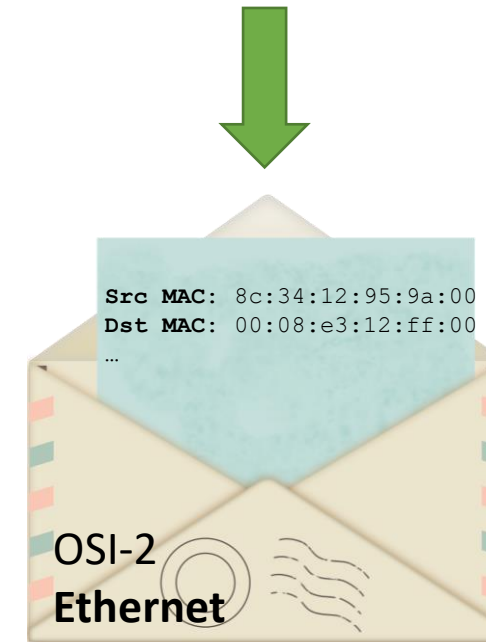 Src MAC: 8c:34:12:95:9a:00
Dst MAC: 00:08:e3:12:ff:00
…
OSI-2
Ethernet